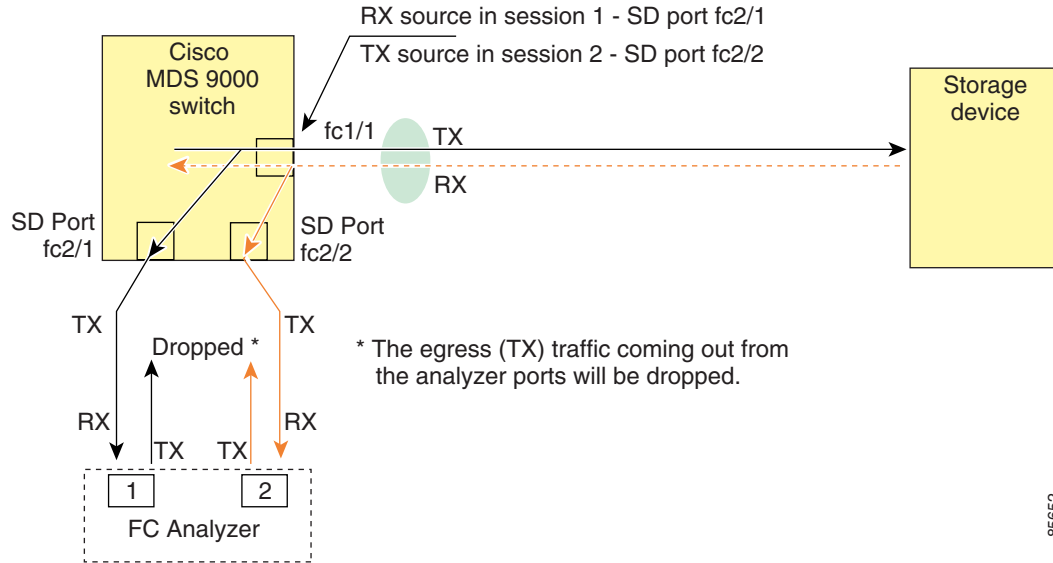 RX source in session 1 - SD port fc2/1
TX source in session 2 - SD port fc2/2
Cisco
MDS 9000
switch
Storage
device
fc1/1
TX
RX
SD Port
fc2/1
SD Port
fc2/2
TX
TX
Dropped *
* The egress (TX) traffic coming out from
the analyzer ports will be dropped.
RX
TX
TX
RX
1
2
FC Analyzer
85652